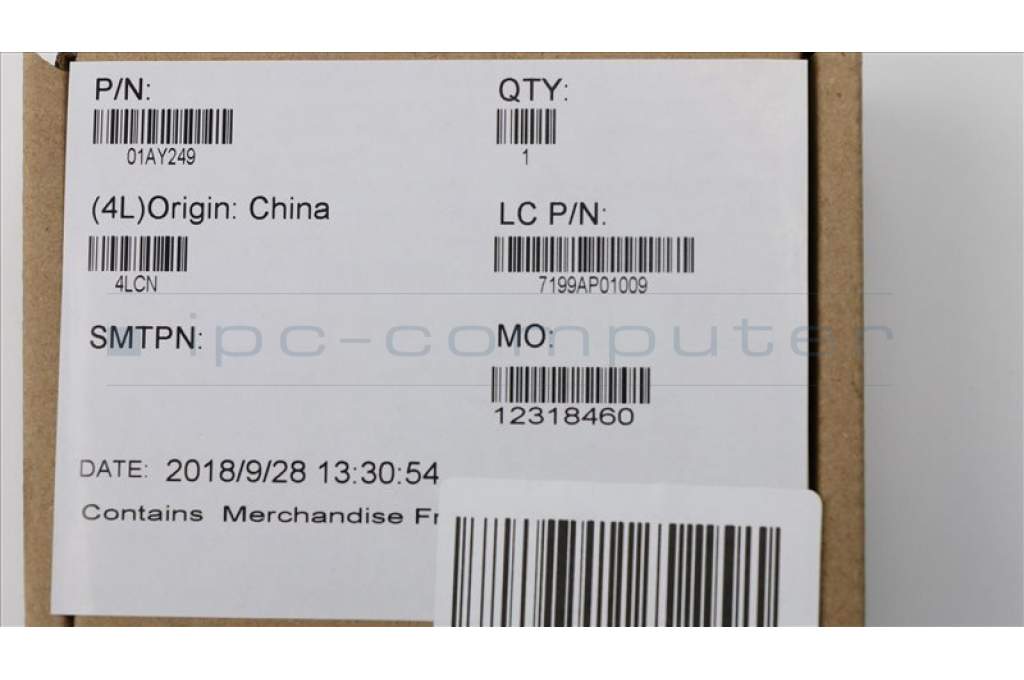 P/N:
01AY249
QTY:
1
(4L)Origin: China
4LCN
LC P/N:
7199AP01009
SMTPN:
MO:
12318460
ipc-computer
DATE: 2018/9/28 13:30:54
Contains Merchandise Fr